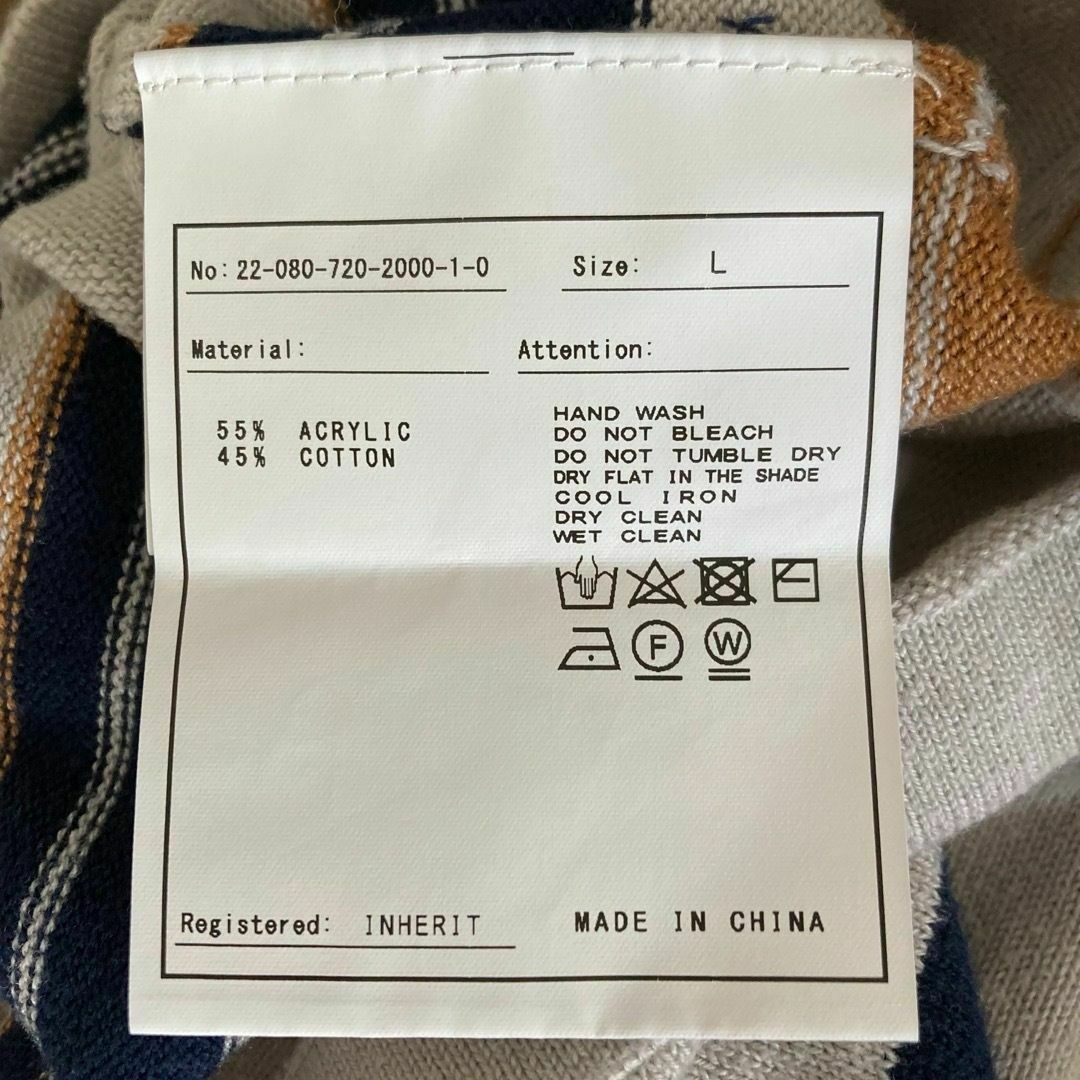 No: 22-080-720-2000-1-0 Size: L
Material: Attention:
55% ACRYLIC
45% COTTON
HAND WASH
DO NOT BLEACH
DO NOT TUMBLE DRY
DRY FLAT IN THE SHADE
COOL IRON
DRY CLEAN
WET CLEAN
F W
Registered: INHERIT MADE IN CHINA